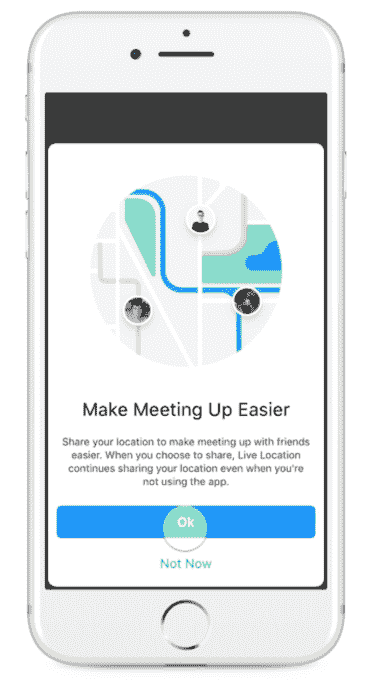 Make Meeting Up Easier
Share your location to make meeting up with friends
easier. When you choose to share, Live Location
continues sharing your location even when you're
not using the app.
Ok
Not Now